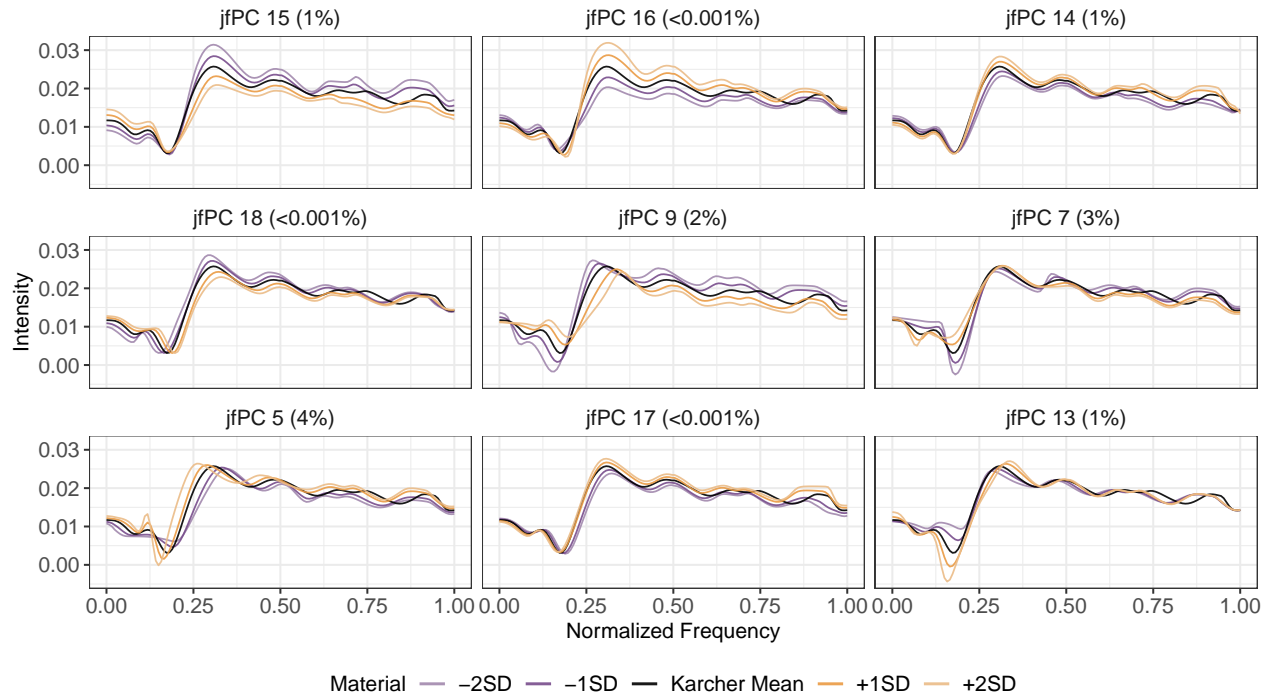 jfPC 15 (1%) jfPC 16 (<0.001%) jfPC 14 (1%)
0.03
0.02
0.01
0.00
jfPC 18 (<0.001%) jfPC 9 (2%) jfPC 7 (3%)
Intensity
0.03
0.02
0.01
0.00
jfPC 5 (4%) jfPC 17 (<0.001%) jfPC 13 (1%)
0.03
0.02
0.01
0.00
0.00 0.25 0.50 0.75 1.00 0.00 0.25 0.50 0.75 1.00 0.00 0.25 0.50 0.75 1.00
Normalized Frequency
Material −2SD −1SD Karcher Mean +1SD +2SD